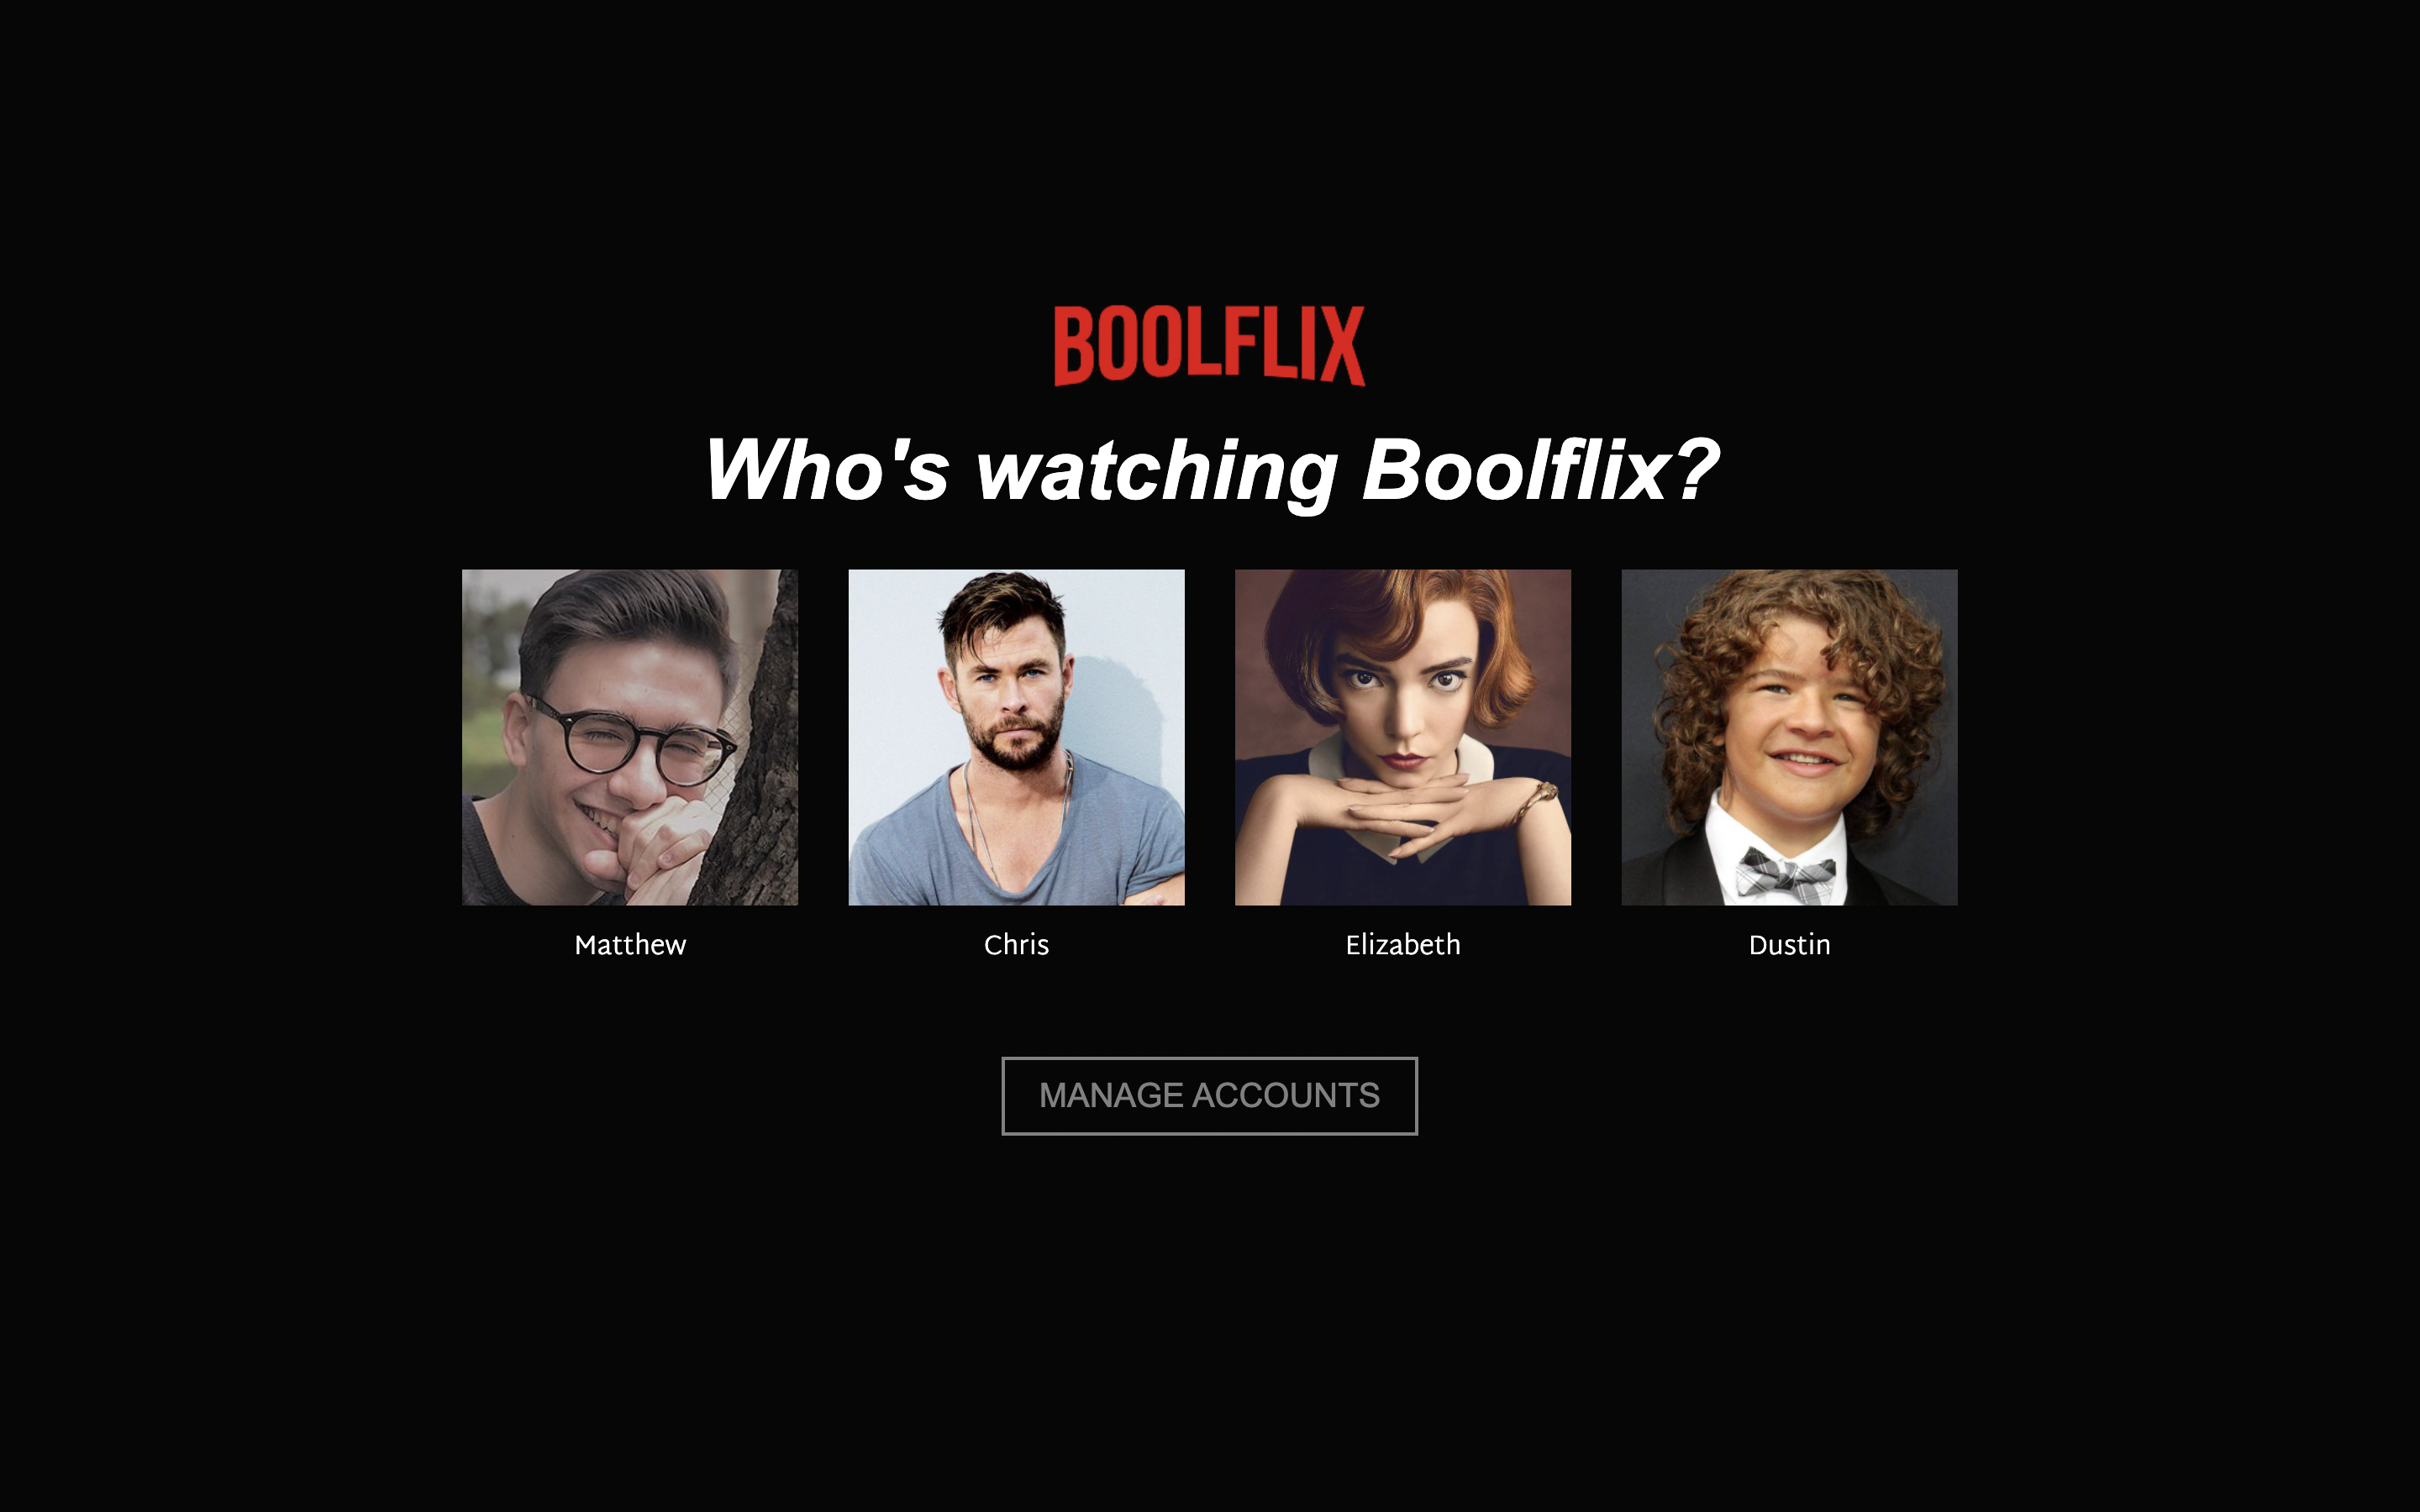 BOOLFLIX
Who's watching Boolflix?
Matthew
Chris
Elizabeth
Dustin
MANAGE ACCOUNTS